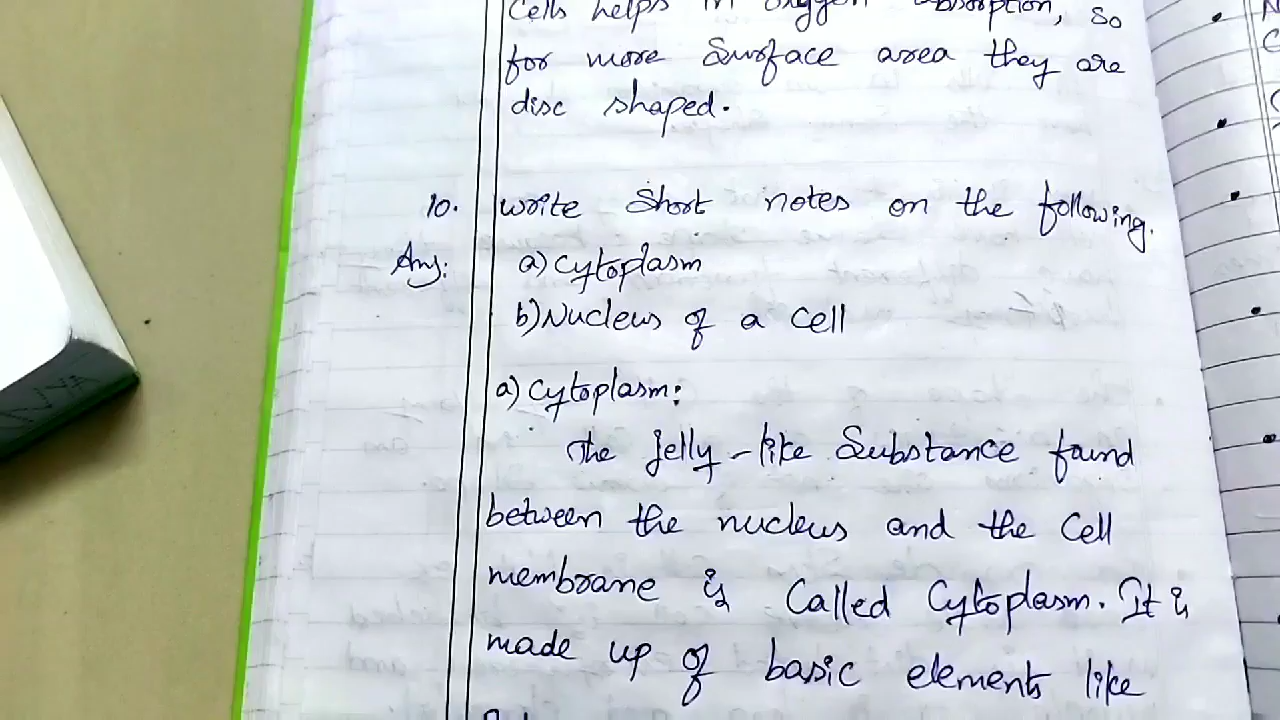 Cells helps in oxygen absorption, so
for more surface area they are
disc shaped.
10. write short notes on the following.
Ans: a) cytoplasm
b) Nucleus of a cell
a) cytoplasm:
The jelly-like substance found
between the nucleus and the cell
membrane is called cytoplasm. It is
made up of basic elements like